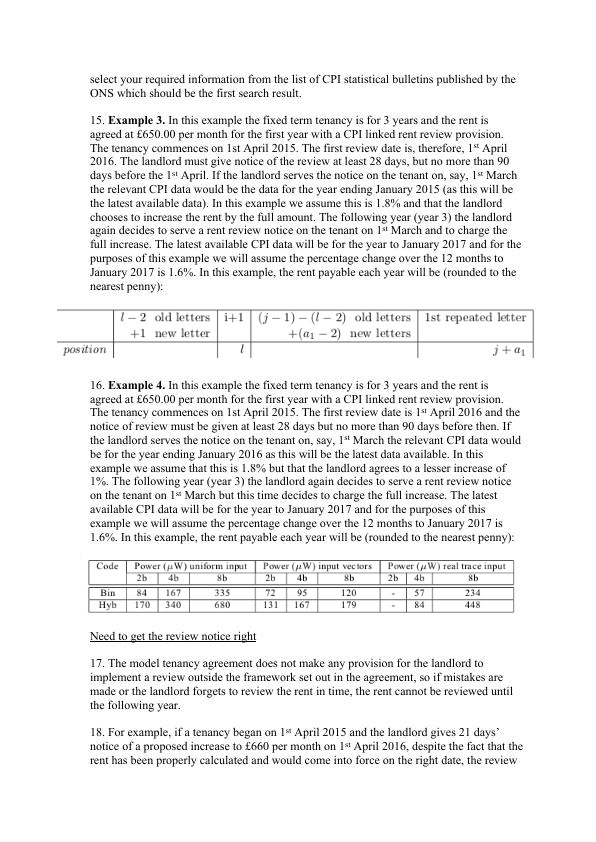 select your required information from the list of CPI statistical bulletins published by the
ONS which should be the first search result.
15. Example 3. In this example the fixed term tenancy is for 3 years and the rent is
agreed at £650.00 per month for the first year with a CPI linked rent review provision.
The tenancy commences on 1st April 2015. The first review date is, therefore, 1st April
2016. The landlord must give notice of the review at least 28 days, but no more than 90
days before the 1st April. If the landlord serves the notice on the tenant on, say, 1st March
the relevant CPI data would be the data for the year ending January 2015 (as this will be
the latest available data). In this example we assume this is 1.8% and that the landlord
chooses to increase the rent by the full amount. The following year (year 3) the landlord
again decides to serve a rent review notice on the tenant on 1st March and to charge the
full increase. The latest available CPI data will be for the year to January 2017 and for the
purposes of this example we will assume the percentage change over the 12 months to
January 2017 is 1.6%. In this example, the rent payable each year will be (rounded to the
nearest penny):
l − 2 old letters i+1 (j − 1) − (l − 2) old letters 1st repeated letter
+1 new letter +(a1 − 2) new letters
position l j + a1
16. Example 4. In this example the fixed term tenancy is for 3 years and the rent is
agreed at £650.00 per month for the first year with a CPI linked rent review provision.
The tenancy commences on 1st April 2015. The first review date is 1st April 2016 and the
notice of review must be given at least 28 days but no more than 90 days before then. If
the landlord serves the notice on the tenant on, say, 1st March the relevant CPI data would
be for the year ending January 2016 as this will be the latest data available. In this
example we assume that this is 1.8% but that the landlord agrees to a lesser increase of
1%. The following year (year 3) the landlord again decides to serve a rent review notice
on the tenant on 1st March but this time decides to charge the full increase. The latest
available CPI data will be for the year to January 2017 and for the purposes of this
example we will assume the percentage change over the 12 months to January 2017 is
1.6%. In this example, the rent payable each year will be (rounded to the nearest penny):
Code Power (μW) uniform input Power (μW) input vectors Power (μW) real trace input
2b 4b 8b 2b 4b 8b 2b 4b 8b
Bin 84 167 335 72 95 120 - 57 234
Hyb 170 340 680 131 167 179 - 84 448
Need to get the review notice right
17. The model tenancy agreement does not make any provision for the landlord to
implement a review outside the framework set out in the agreement, so if mistakes are
made or the landlord forgets to review the rent in time, the rent cannot be reviewed until
the following year.
18. For example, if a tenancy began on 1st April 2015 and the landlord gives 21 days'
notice of a proposed increase to £660 per month on 1st April 2016, despite the fact that the
rent has been properly calculated and would come into force on the right date, the review